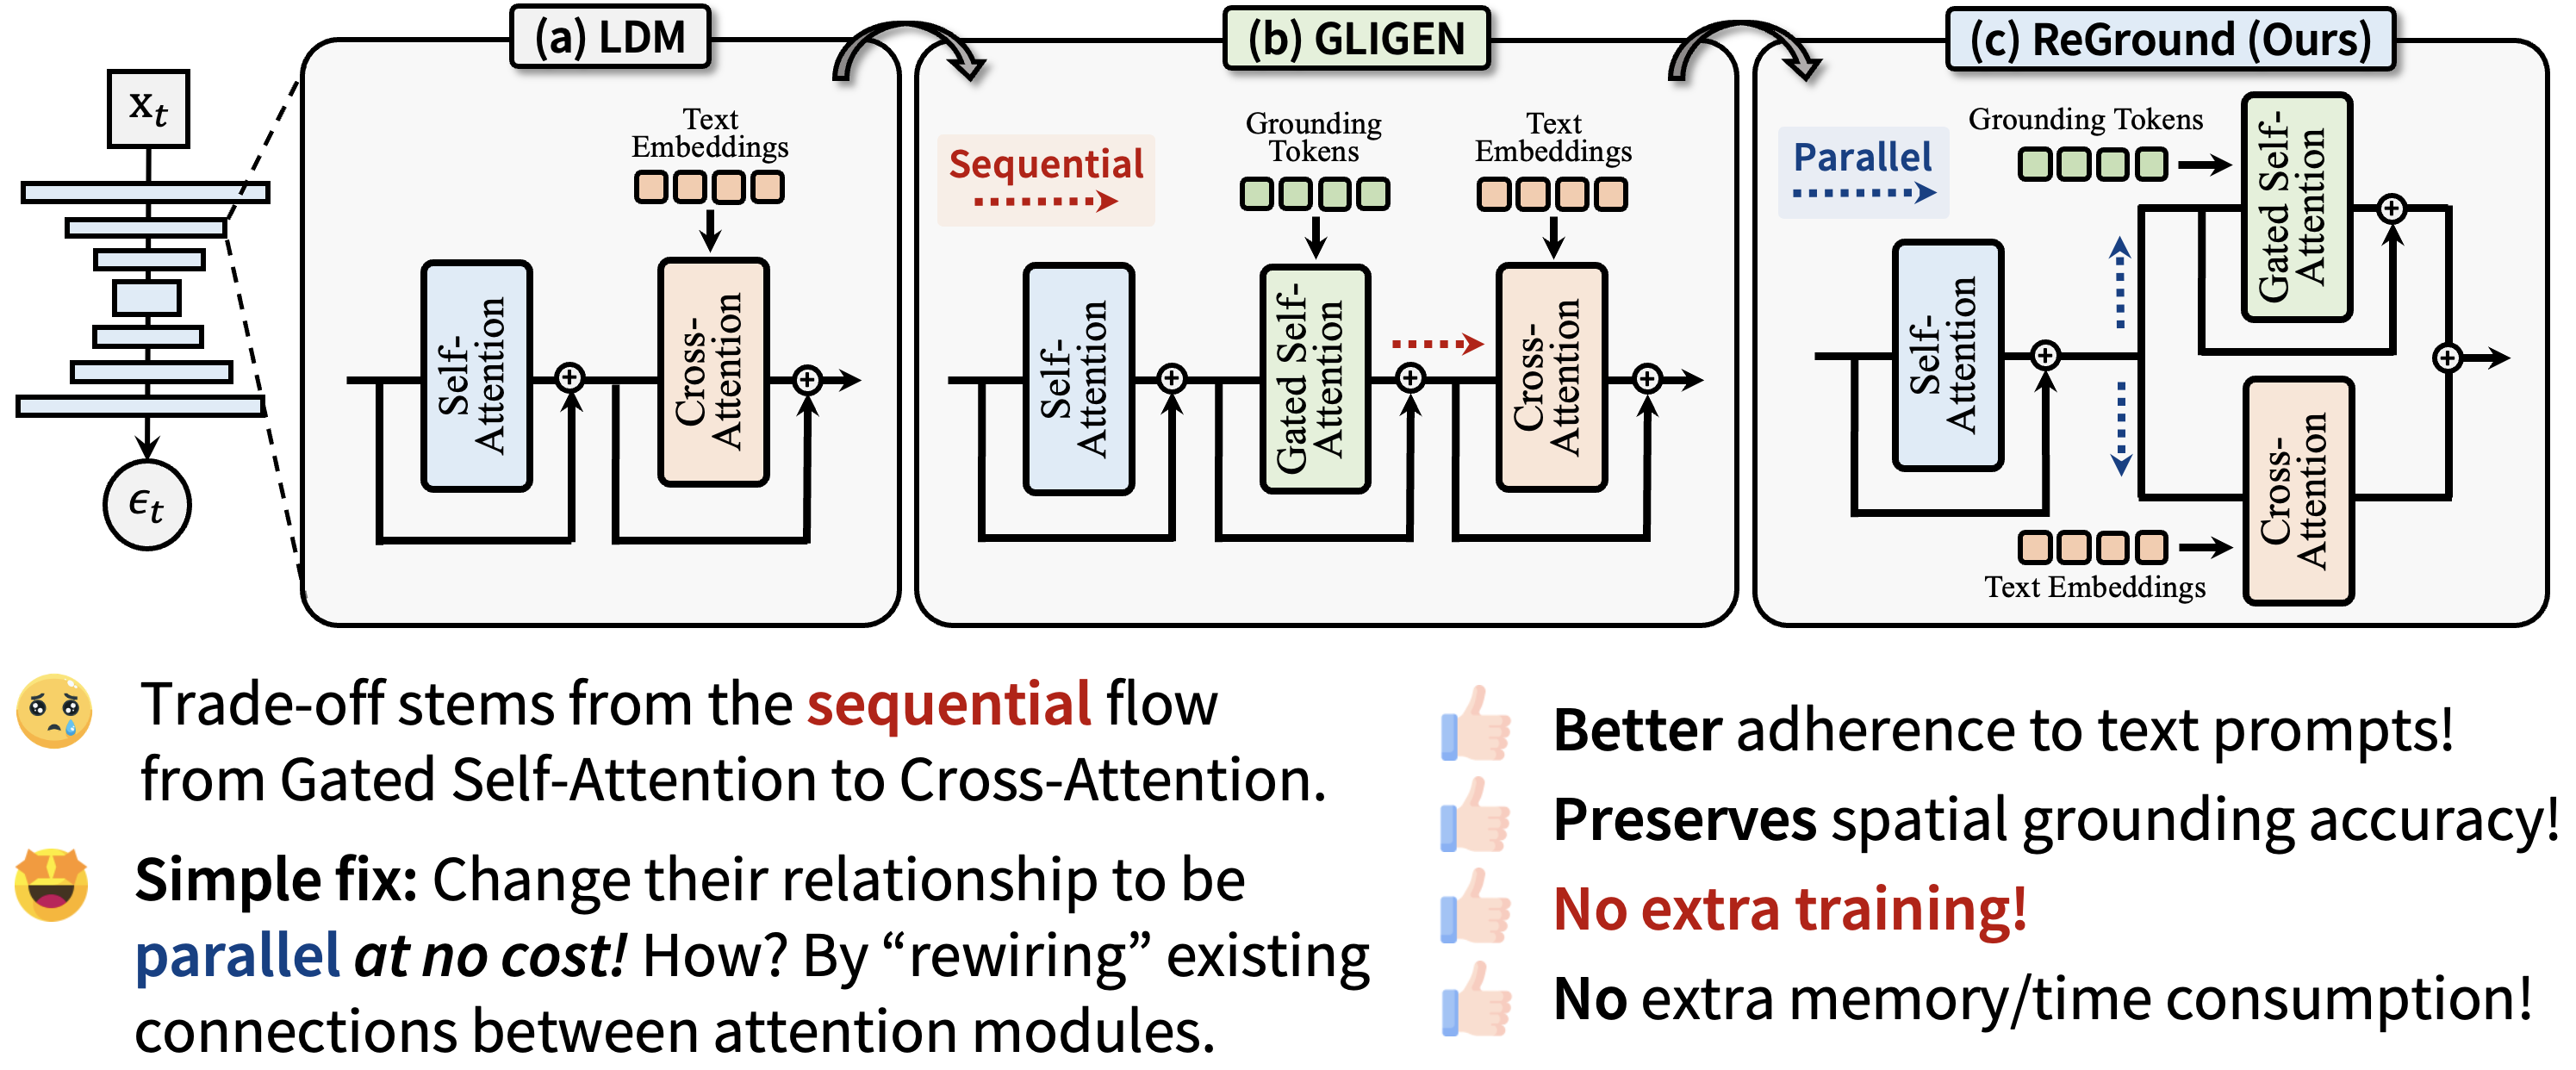 x_t
ϵ_t
(a) LDM
Text
Embeddings
Self-
Attention
Cross-
Attention
(b) GLIGEN
Sequential
Grounding
Tokens
Text
Embeddings
Self-
Attention
Gated Self-
Attention
Cross-
Attention
(c) ReGround (Ours)
Parallel
Grounding Tokens
Gated Self-
Attention
Self-
Attention
Cross-
Attention
Text Embeddings
Trade-off stems from the sequential flow
from Gated Self-Attention to Cross-Attention.
Simple fix: Change their relationship to be
parallel at no cost! How? By “rewiring” existing
connections between attention modules.
Better adherence to text prompts!
Preserves spatial grounding accuracy!
No extra training!
No extra memory/time consumption!